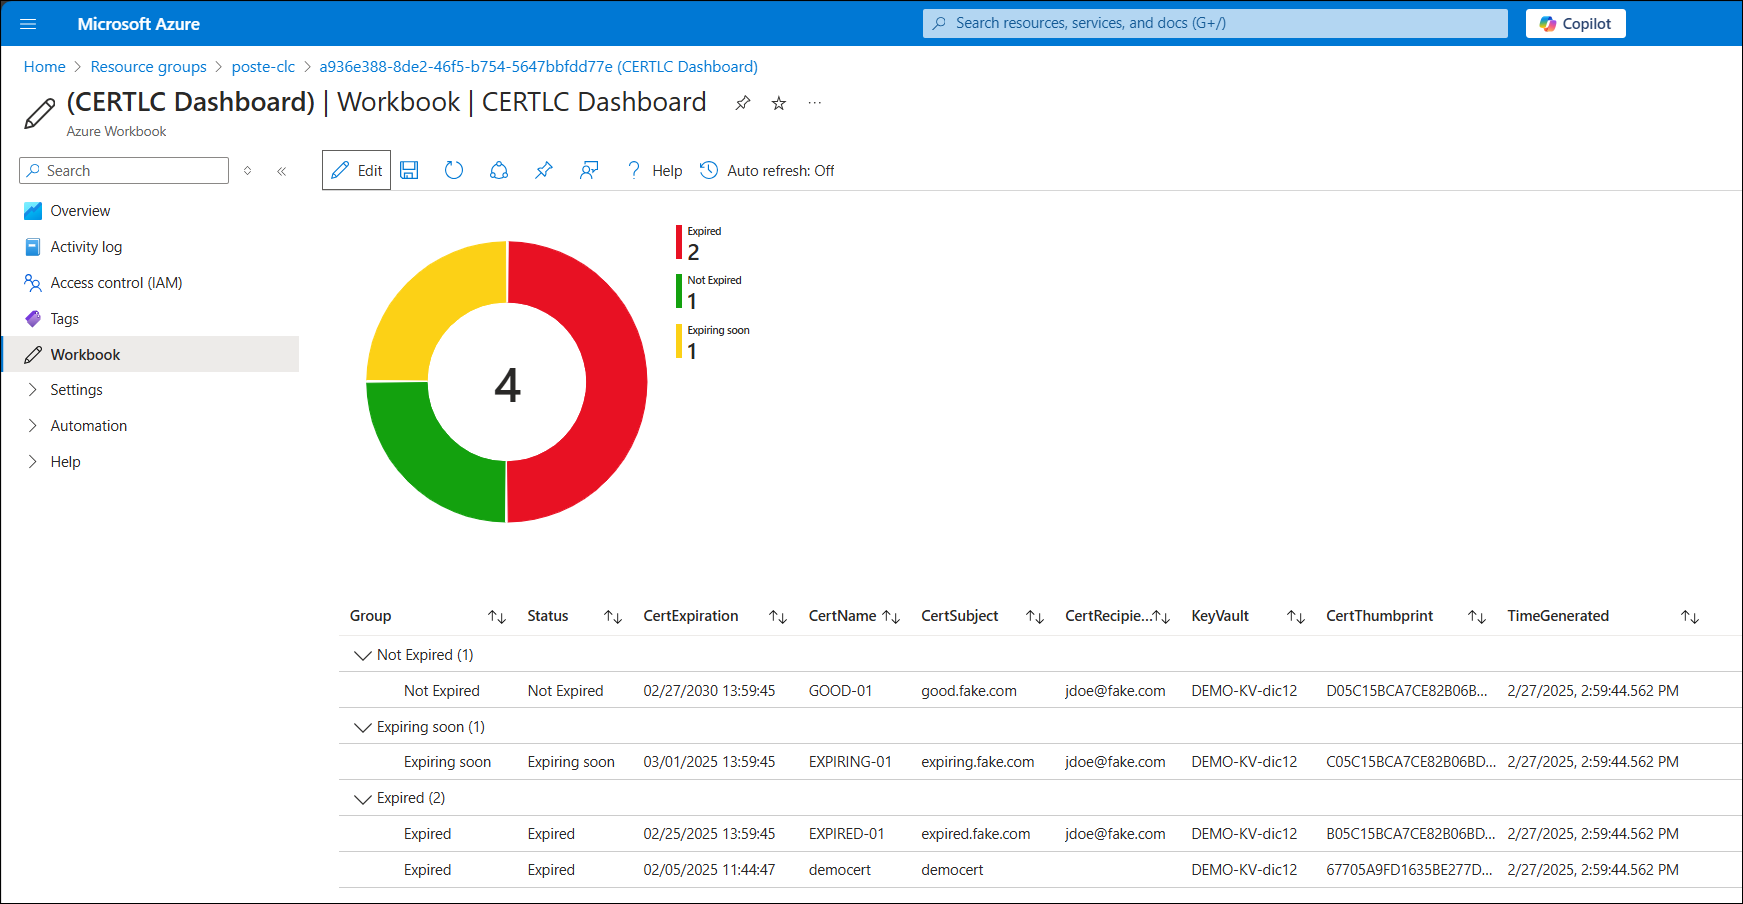 Microsoft Azure
Search resources, services, and docs (G+/)
Copilot
Home > Resource groups > poste-clc > a936e388-8de2-46f5-b754-5647bbfdd77e (CERTLC Dashboard)
(CERTLC Dashboard) | Workbook | CERTLC Dashboard
Azure Workbook
Search
Edit
Help
Auto refresh: Off
Overview
Activity log
Access control (IAM)
Tags
Workbook
Settings
Automation
Help
4
Expired
2
Not Expired
1
Expiring soon
1
Group Status CertExpiration CertName CertSubject CertRecipie... KeyVault CertThumbprint TimeGenerated
Not Expired (1)
Not Expired Not Expired 02/27/2030 13:59:45 GOOD-01 good.fake.com jdoe@fake.com DEMO-KV-dic12 D05C15BCA7CE82B06B... 2/27/2025, 2:59:44.562 PM
Expiring soon (1)
Expiring soon Expiring soon 03/01/2025 13:59:45 EXPIRING-01 expiring.fake.com jdoe@fake.com DEMO-KV-dic12 C05C15BCA7CE82B06BD... 2/27/2025, 2:59:44.562 PM
Expired (2)
Expired Expired 02/25/2025 13:59:45 EXPIRED-01 expired.fake.com jdoe@fake.com DEMO-KV-dic12 B05C15BCA7CE82B06BD... 2/27/2025, 2:59:44.562 PM
Expired Expired 02/05/2025 11:44:47 democert democert DEMO-KV-dic12 67705A9FD1635BE277D... 2/27/2025, 2:59:44.562 PM